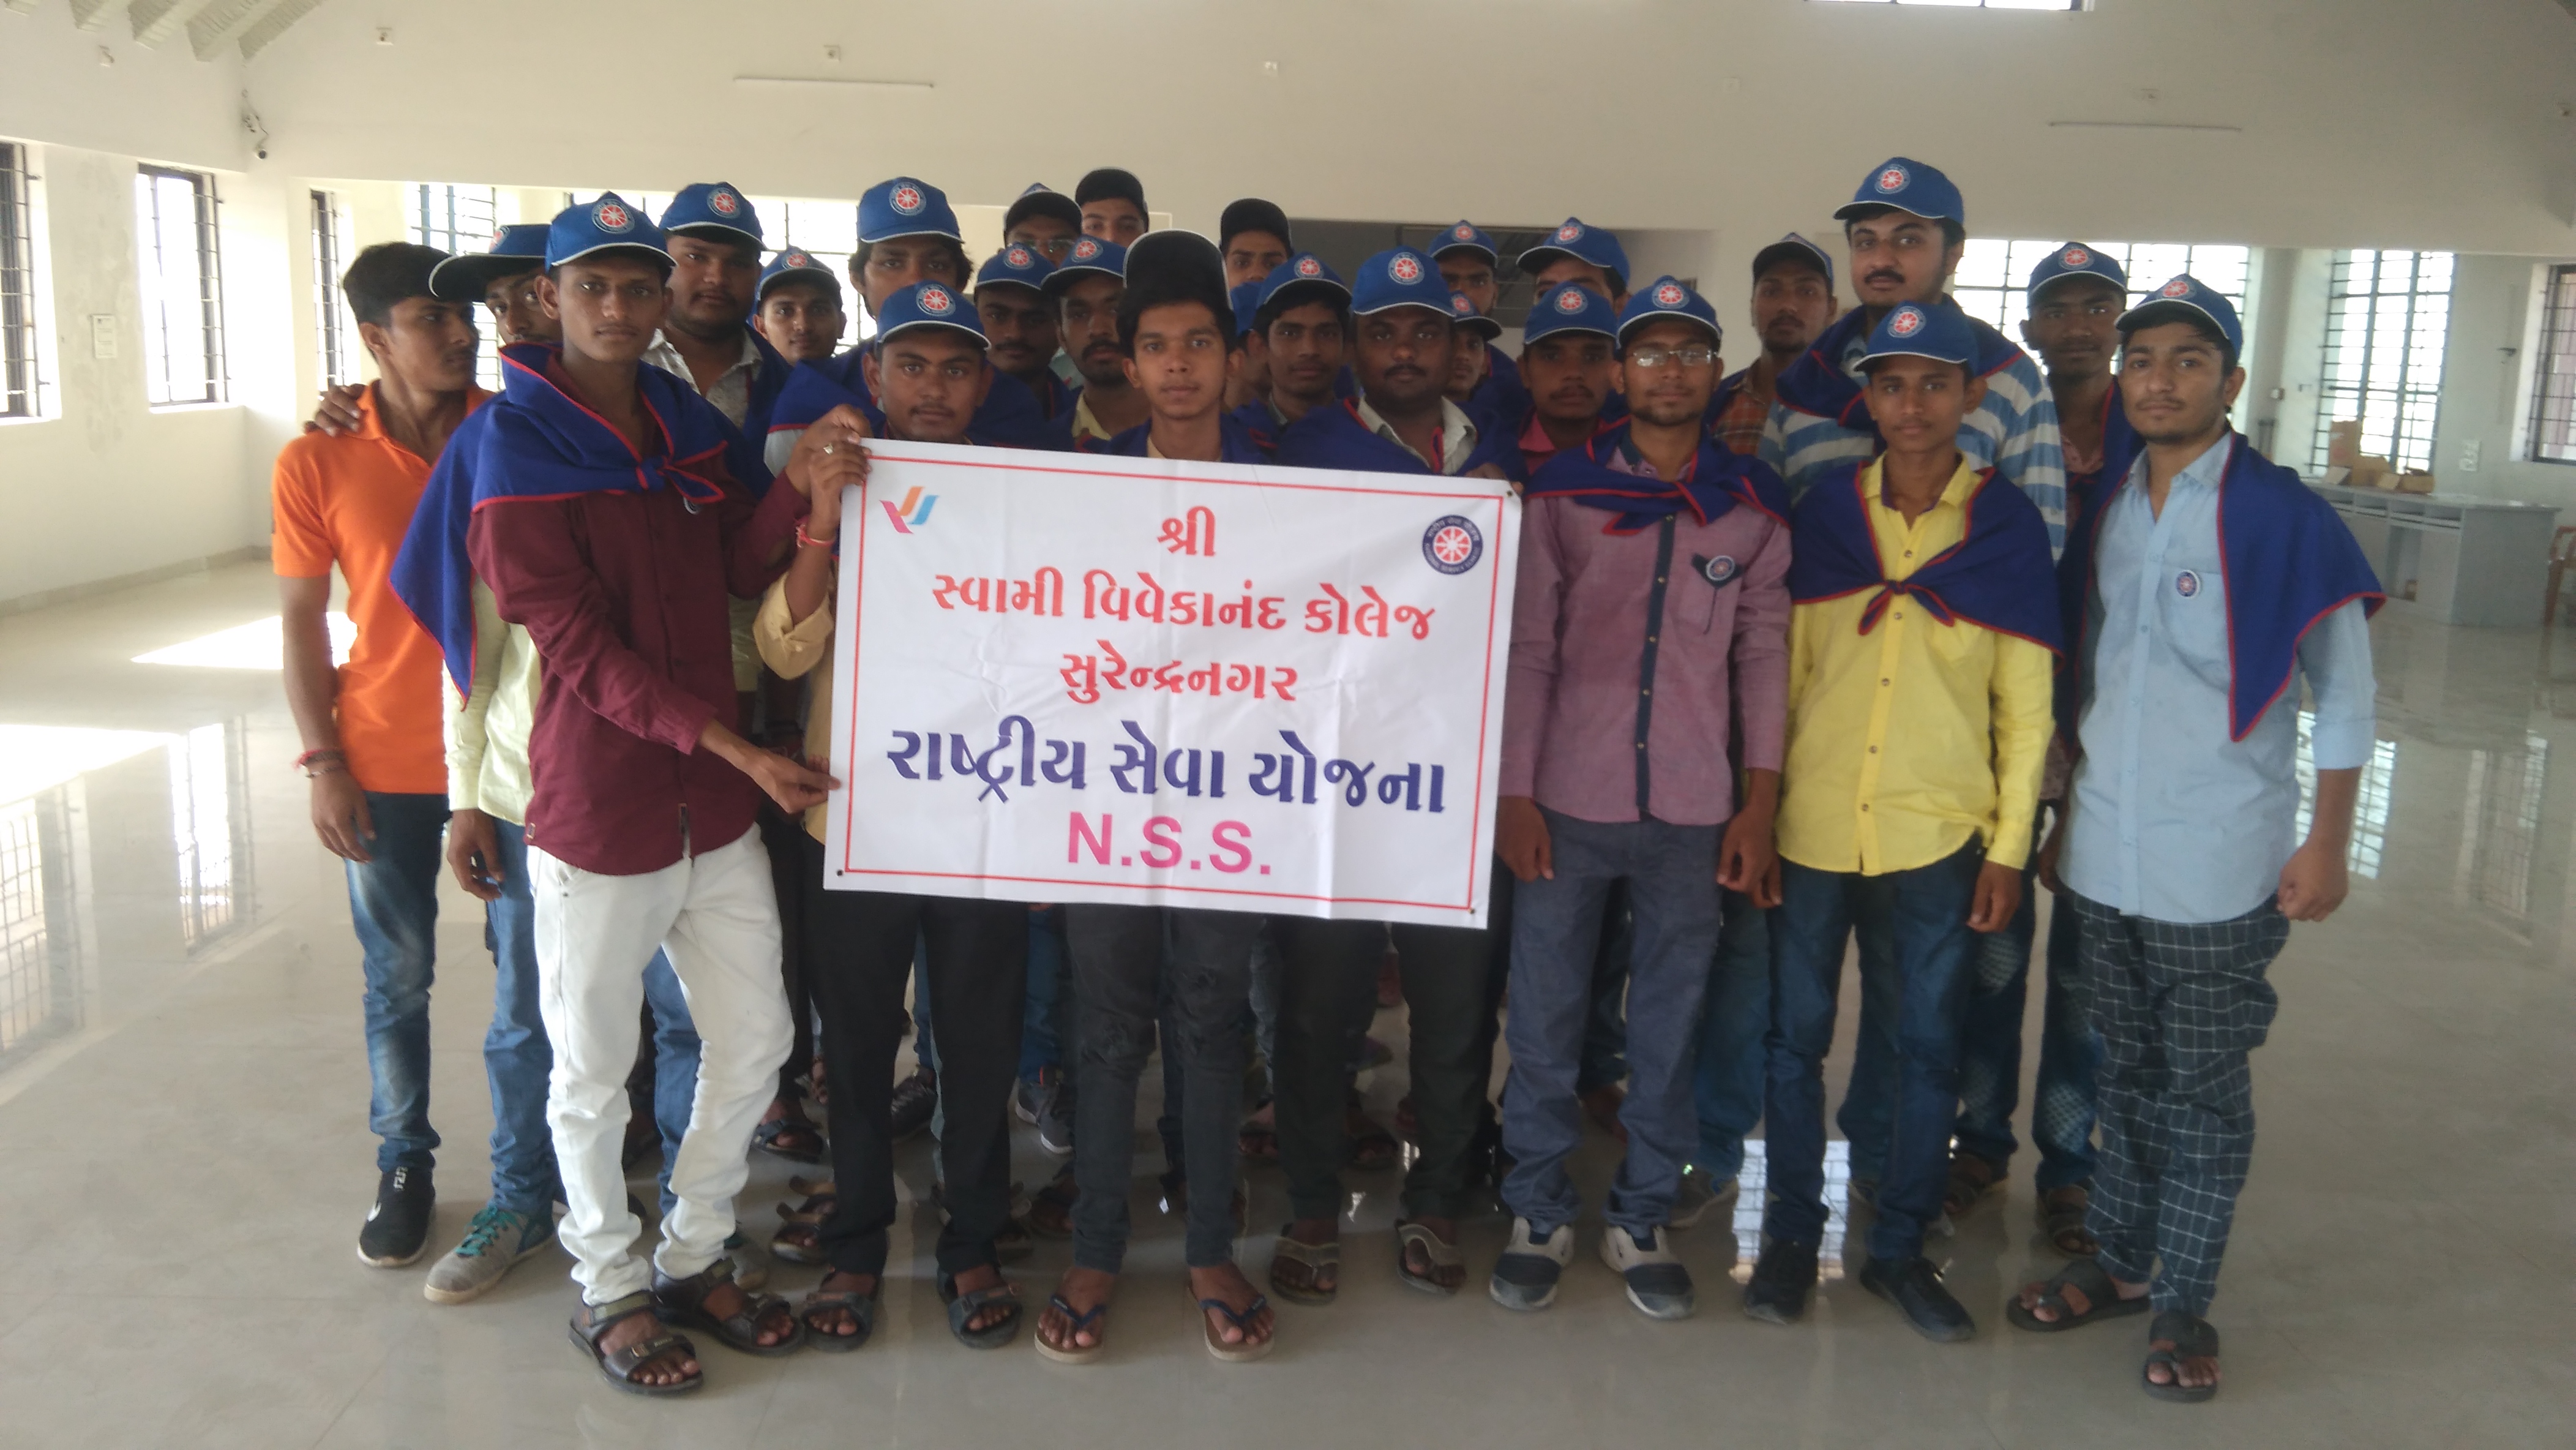 શ્રી
સ્વામી વિવેકાનંદ કોલેજ
સુરેન્દ્રનગર
રાષ્ટ્રીય સેવા યોજના
N.S.S.